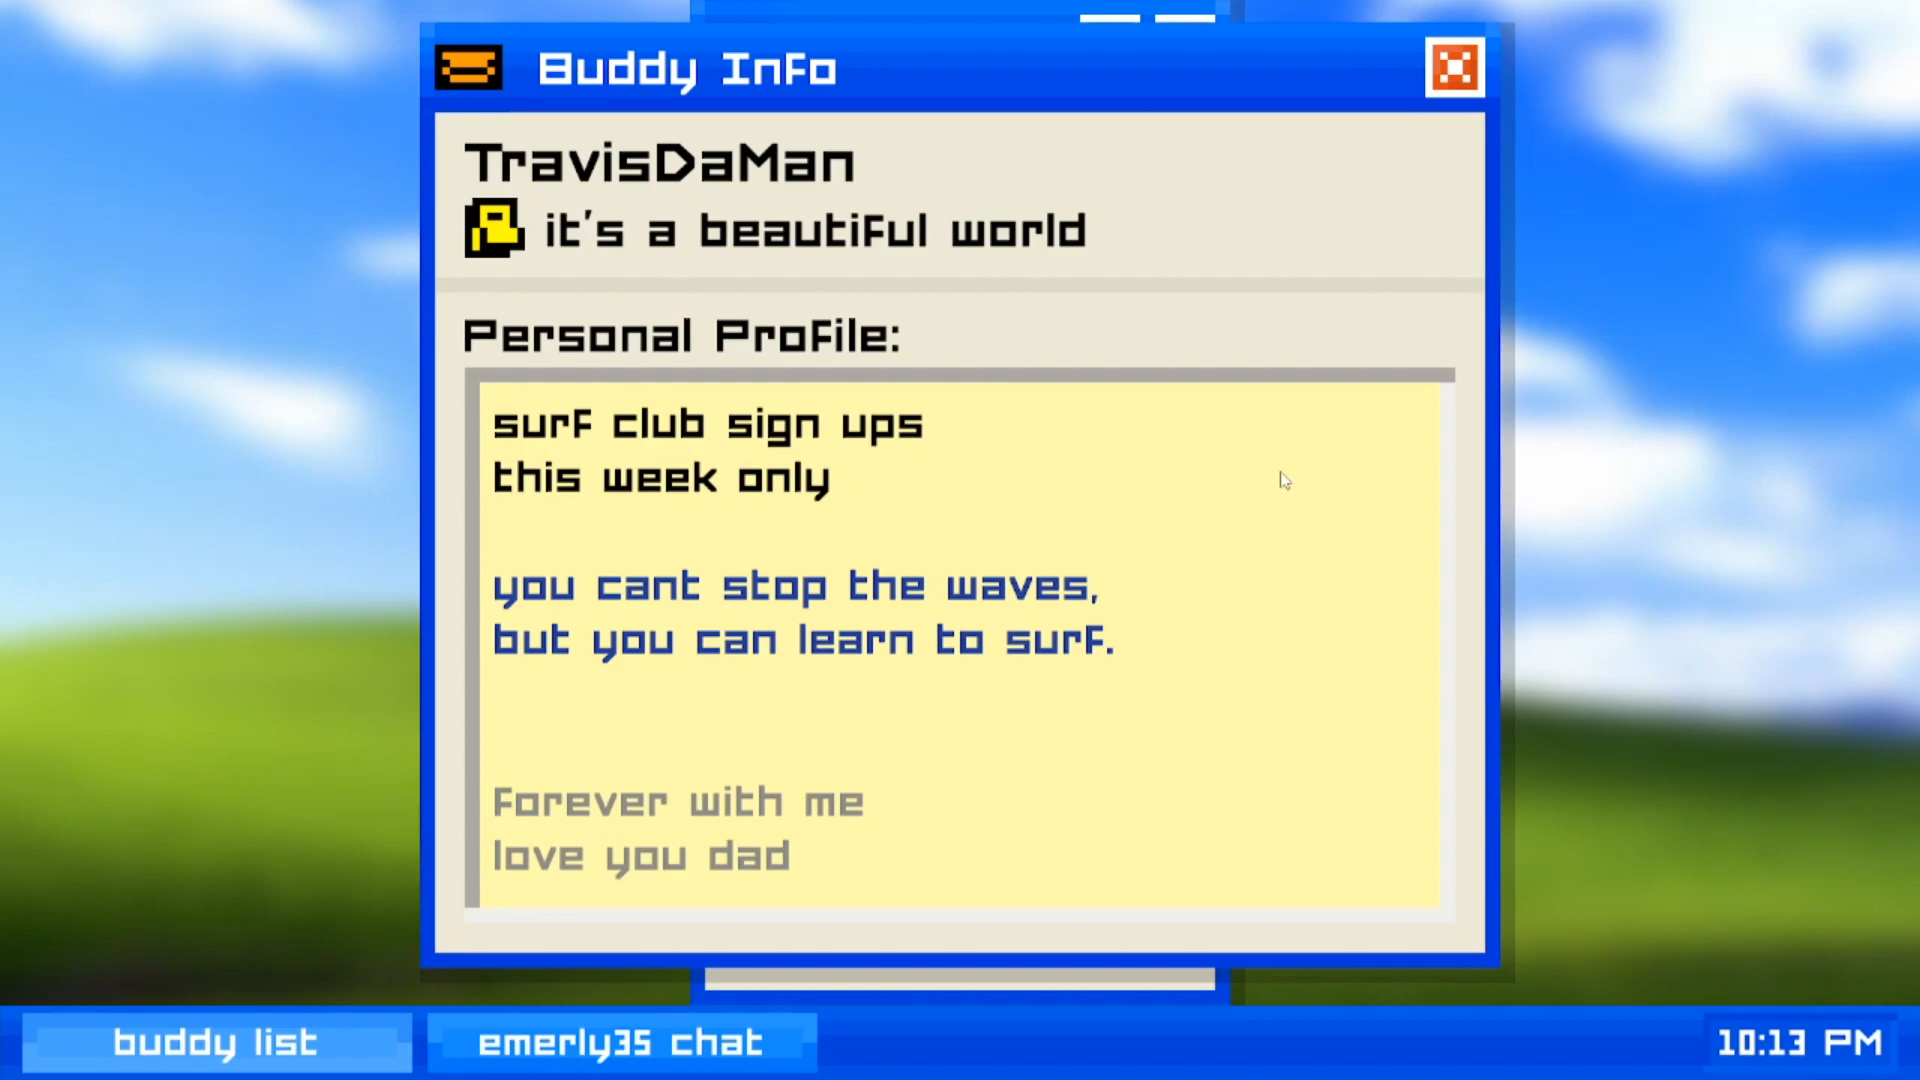 Buddy Info
TravisDaMan
it's a beautiful world
Personal Profile:
surf club sign ups
this week only
you cant stop the waves,
but you can learn to surf.
Forever with me
love you dad
buddy list
emerly35 chat
10:13 PM